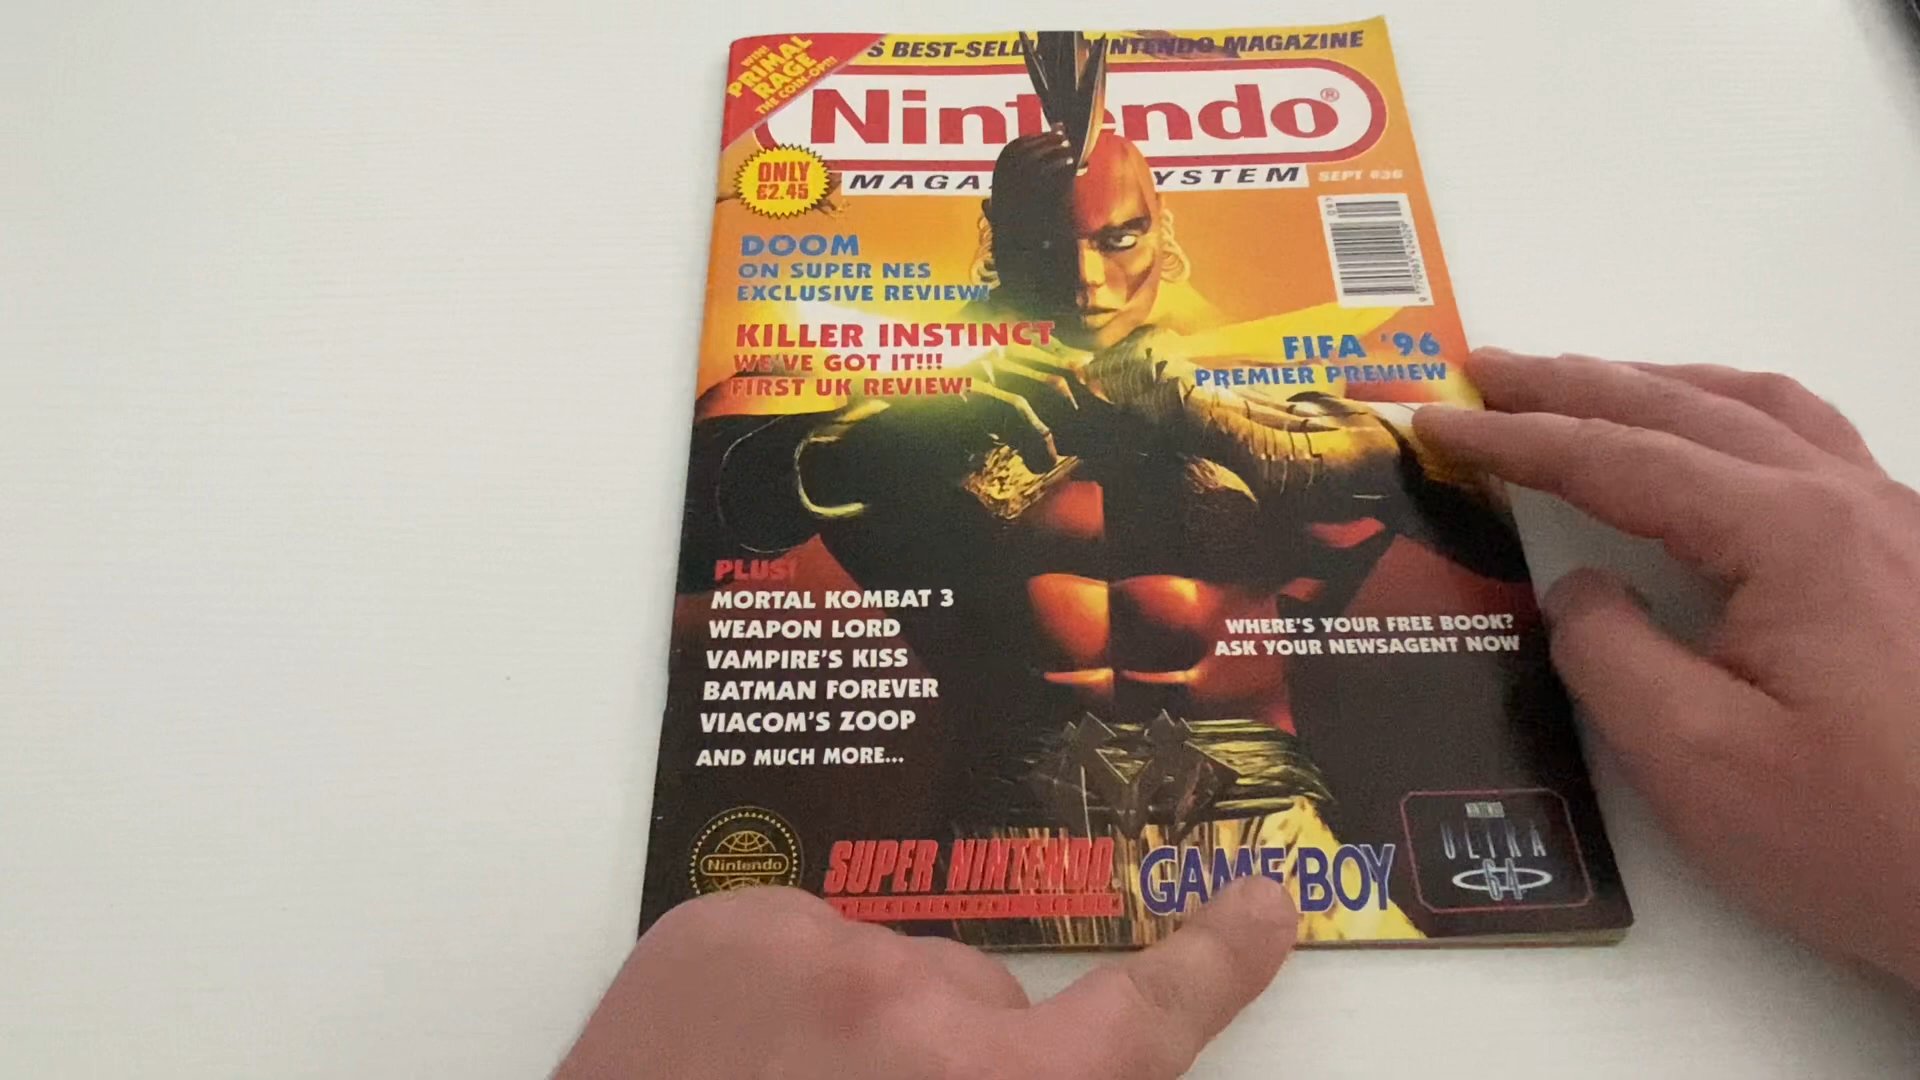 WIN!
PRIMAL
RAGE
THE COIN-OP!!!
'S BEST-SELL NINTENDO MAGAZINE
Nintendo®
MAGA YSTEM
SEPT #36
ONLY
£2.45
DOOM
ON SUPER NES
EXCLUSIVE REVIEW!
KILLER INSTINCT
WE'VE GOT IT!!!
FIRST UK REVIEW!
FIFA '96
PREMIER PREVIEW
PLUS!
MORTAL KOMBAT 3
WEAPON LORD
VAMPIRE'S KISS
BATMAN FOREVER
VIACOM'S ZOOP
AND MUCH MORE...
WHERE'S YOUR FREE BOOK?
ASK YOUR NEWSAGENT NOW
Nintendo
SUPER NINTENDO
ENTERTAINMENT SYSTEM
GAME BOY
ULTRA
64